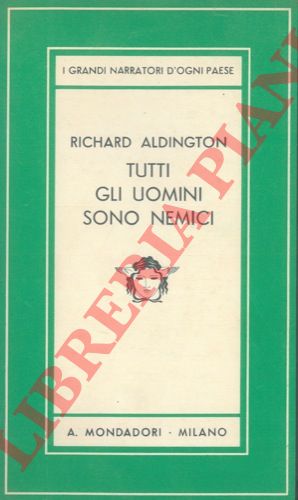 I GRANDI NARRATORI D'OGNI PAESE
RICHARD ALDINGTON
TUTTI
GLI UOMINI
SONO NEMICI
A. MONDADORI - MILANO
LIBRERIA PIANI